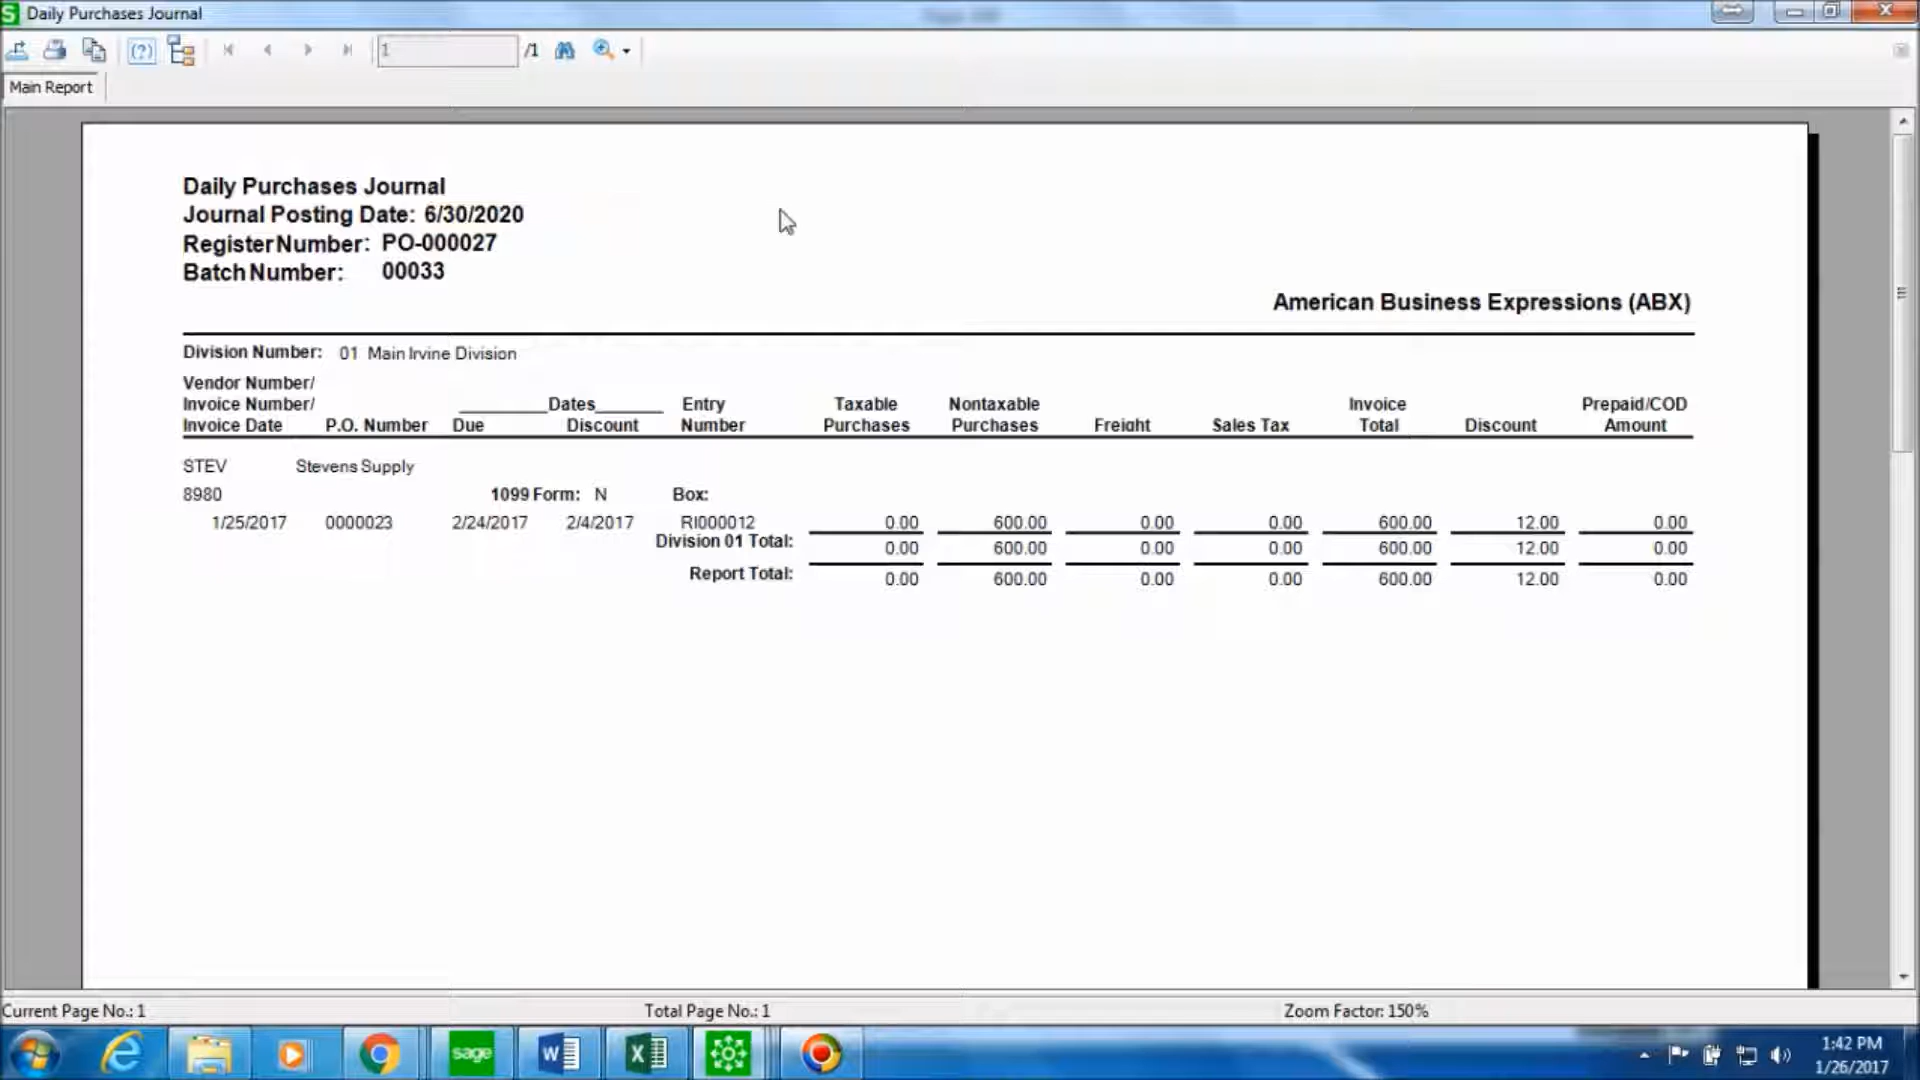 Daily Purchases Journal
1 /1
Main Report
Daily Purchases Journal
Journal Posting Date: 6/30/2020
Register Number: PO-000027
Batch Number: 00033
American Business Expressions (ABX)
Division Number: 01 Main Irvine Division
Vendor Number/
Invoice Number/ Dates Entry Taxable Nontaxable Invoice Prepaid/COD
Invoice Date P.O. Number Due Discount Number Purchases Purchases Freight Sales Tax Total Discount Amount
STEV Stevens Supply
8980 1099 Form: N Box:
1/25/2017 0000023 2/24/2017 2/4/2017 RI000012 0.00 600.00 0.00 0.00 600.00 12.00 0.00
Division 01 Total: 0.00 600.00 0.00 0.00 600.00 12.00 0.00
Report Total: 0.00 600.00 0.00 0.00 600.00 12.00 0.00
Current Page No.: 1 Total Page No.: 1 Zoom Factor: 150%
sage
1:42 PM
1/26/2017